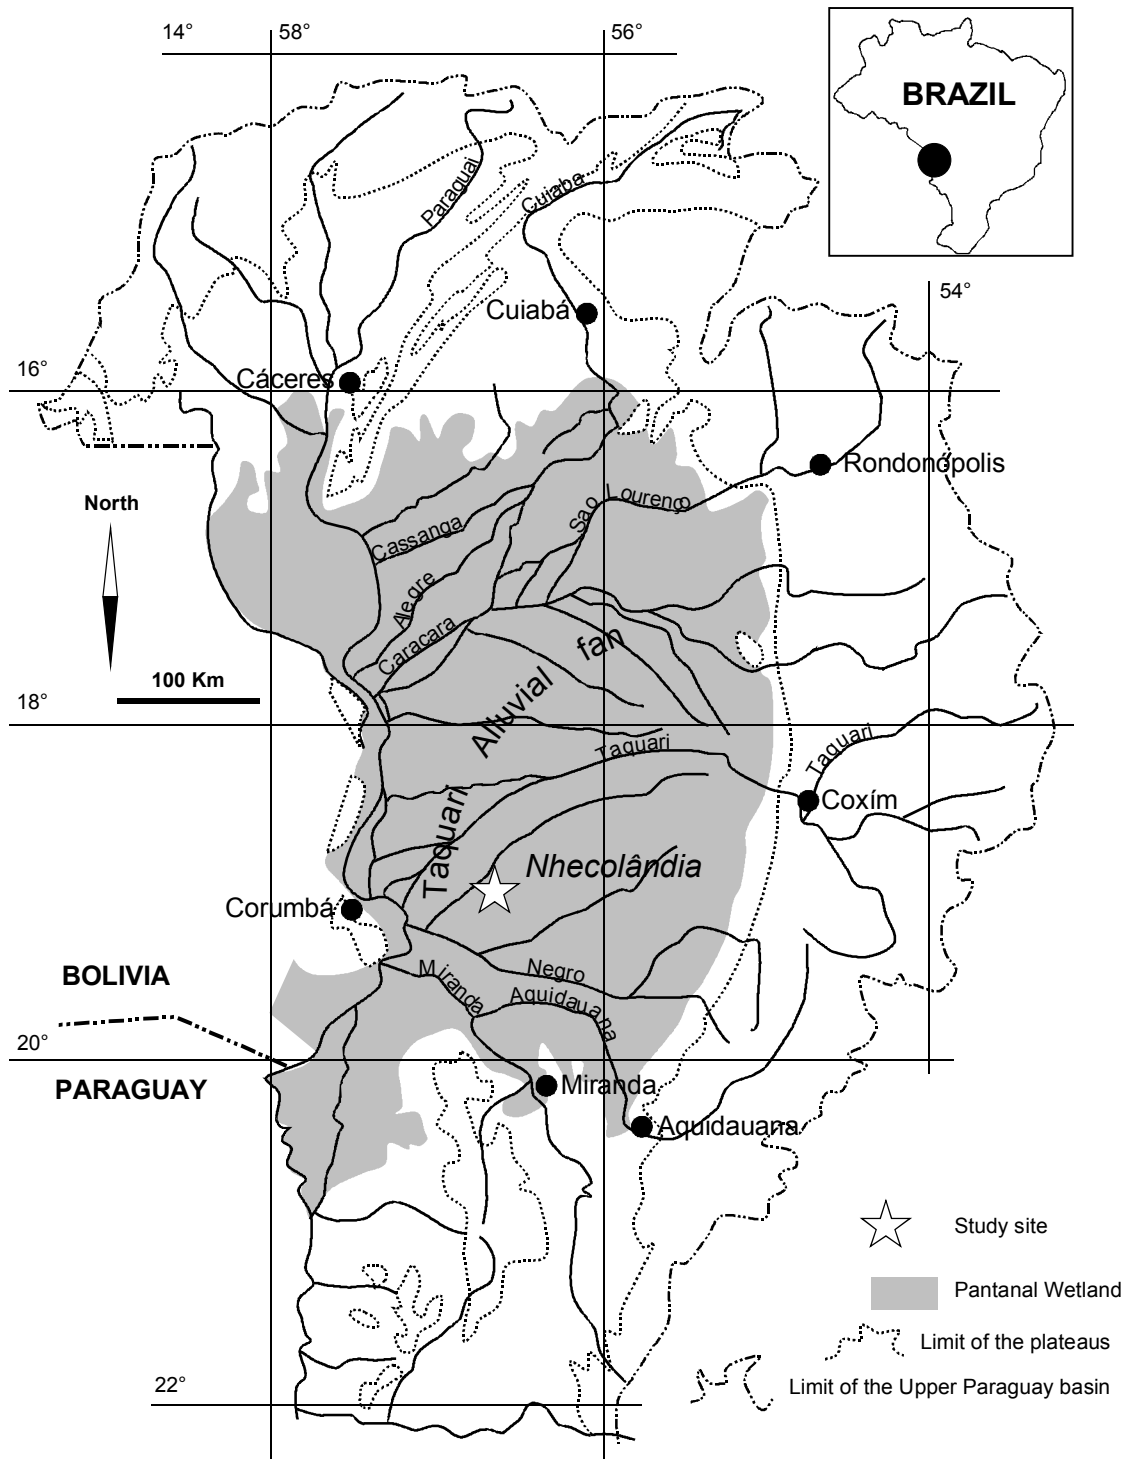 14°
58°
56°
BRAZIL
Paraguai
Cuiaba
54°
Cuiabá
16°
Cáceres
Rondonópolis
North
Sao Lourenço
Cassanga
Alegre
Caracara
Alluvial fan
100 Km
18°
Taquari
Taquari
Coxím
Taquari
Nhecolândia
Corumbá
BOLIVIA
Miranda
Negro
Aquidauana
20°
PARAGUAY
Miranda
Aquidauana
Study site
Pantanal Wetland
Limit of the plateaus
Limit of the Upper Paraguay basin
22°